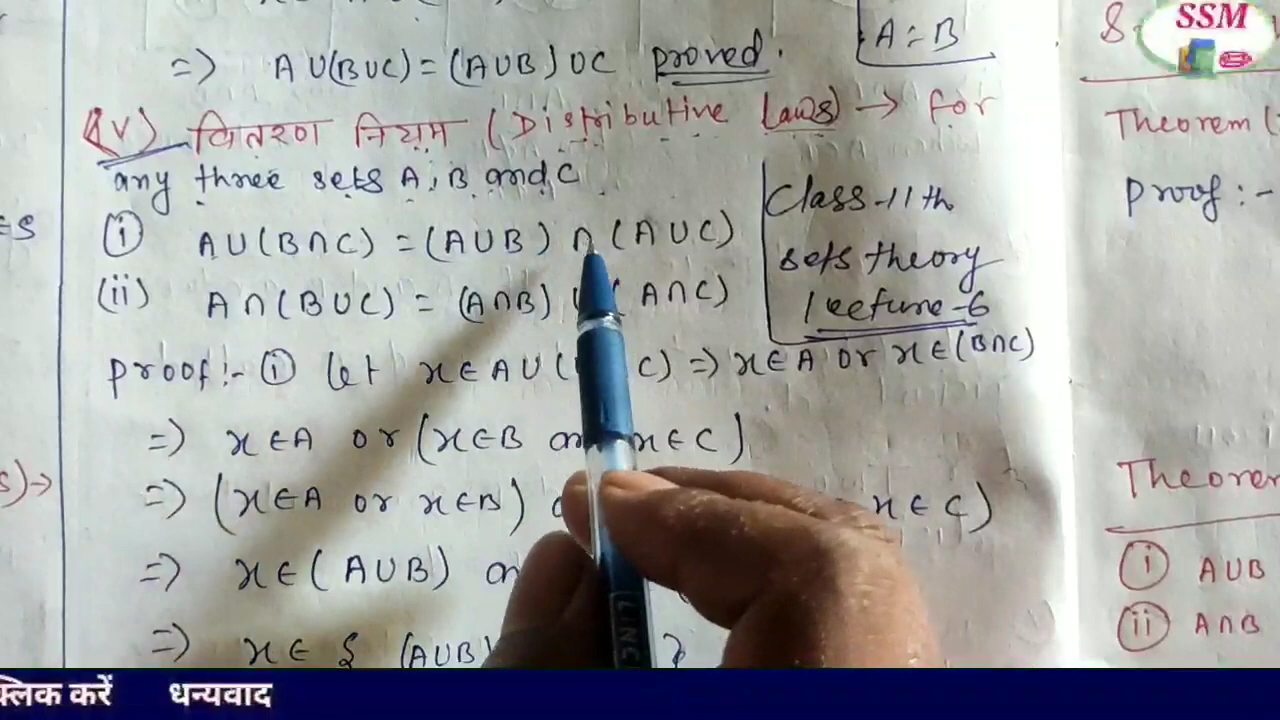 => A∪(B∪C) = (A∪B)∪C proved.
A=B
(IV) वितरण नियम (Distributive Laws) → for
any three sets A, B and C
(i) A∪(B∩C) = (A∪B)∩(A∪C)
(ii) A∩(B∪C) = (A∩B) ( A∩C)
Class-11th
sets theory
lecture-6
proof:- (i) Let x∈A∪( C) => x∈A or x∈(B∩C)
=> x∈A or (x∈B x∈C)
=> (x∈A or x∈B) x∈C)
=> x∈(A∪B)
=> x∈{ (A∪B) }
SSM
Theorem
proof:-
Theorem
(i) A∪B
(ii) A∩B
क्लिक करें धन्यवाद